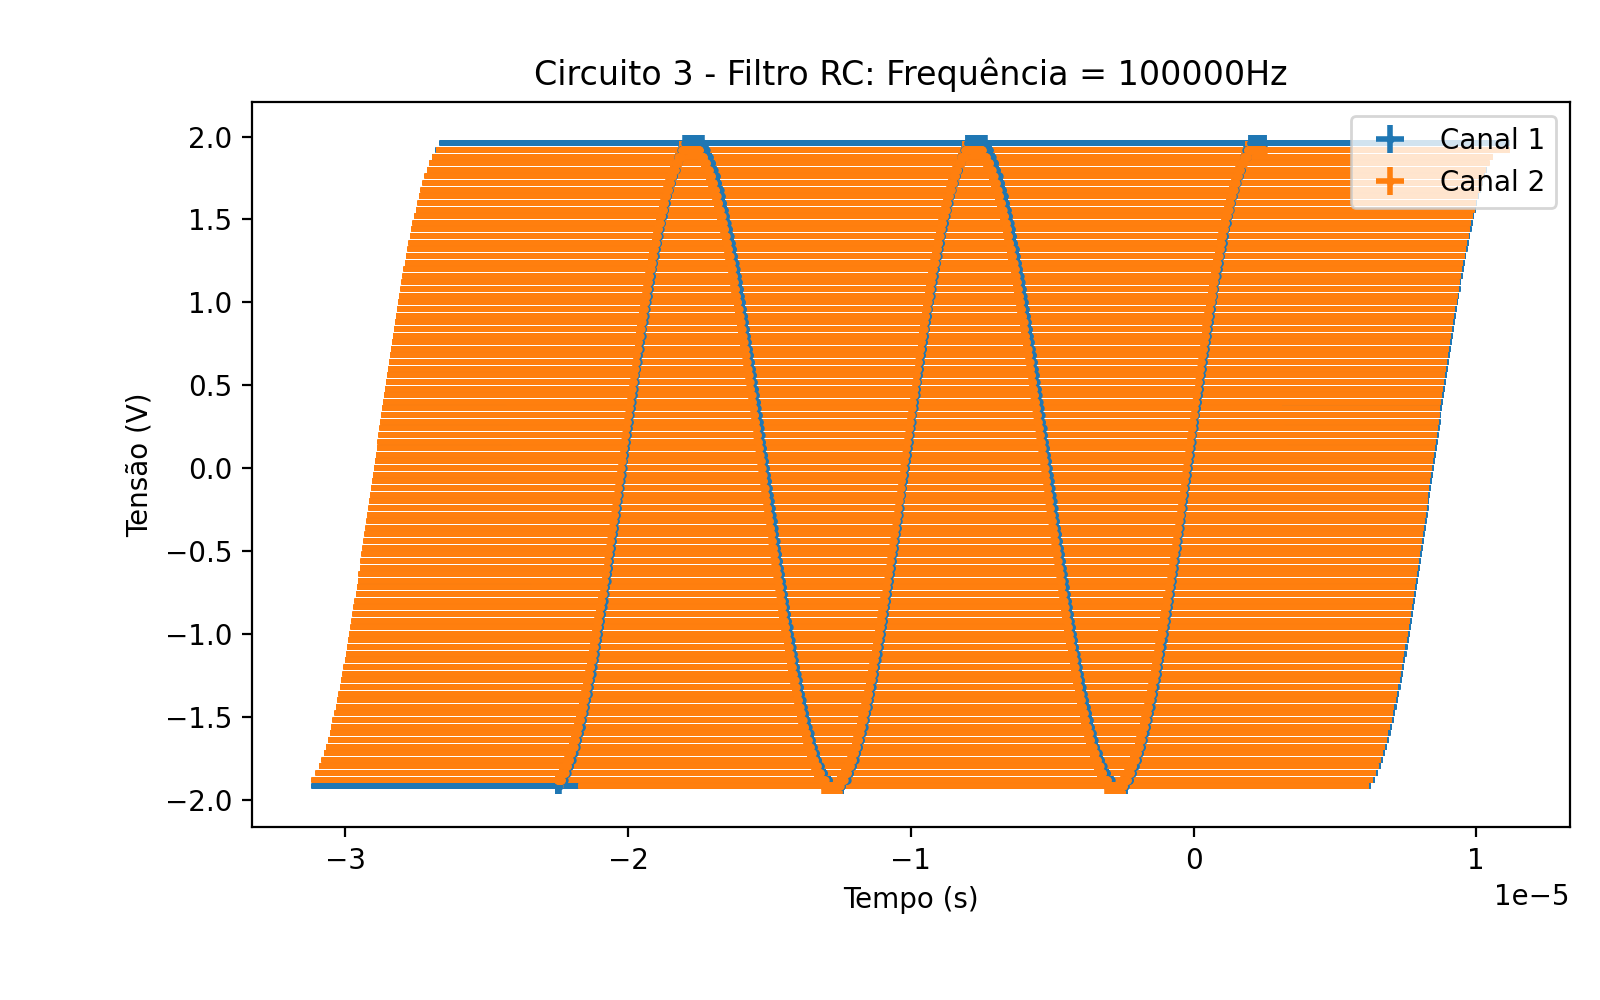 Circuito 3 - Filtro RC: Frequência = 100000Hz
Canal 1
Canal 2
2.0
1.5
1.0
0.5
0.0
−0.5
−1.0
−1.5
−2.0
Tensão (V)
−3 −2 −1 0 1
1e−5
Tempo (s)